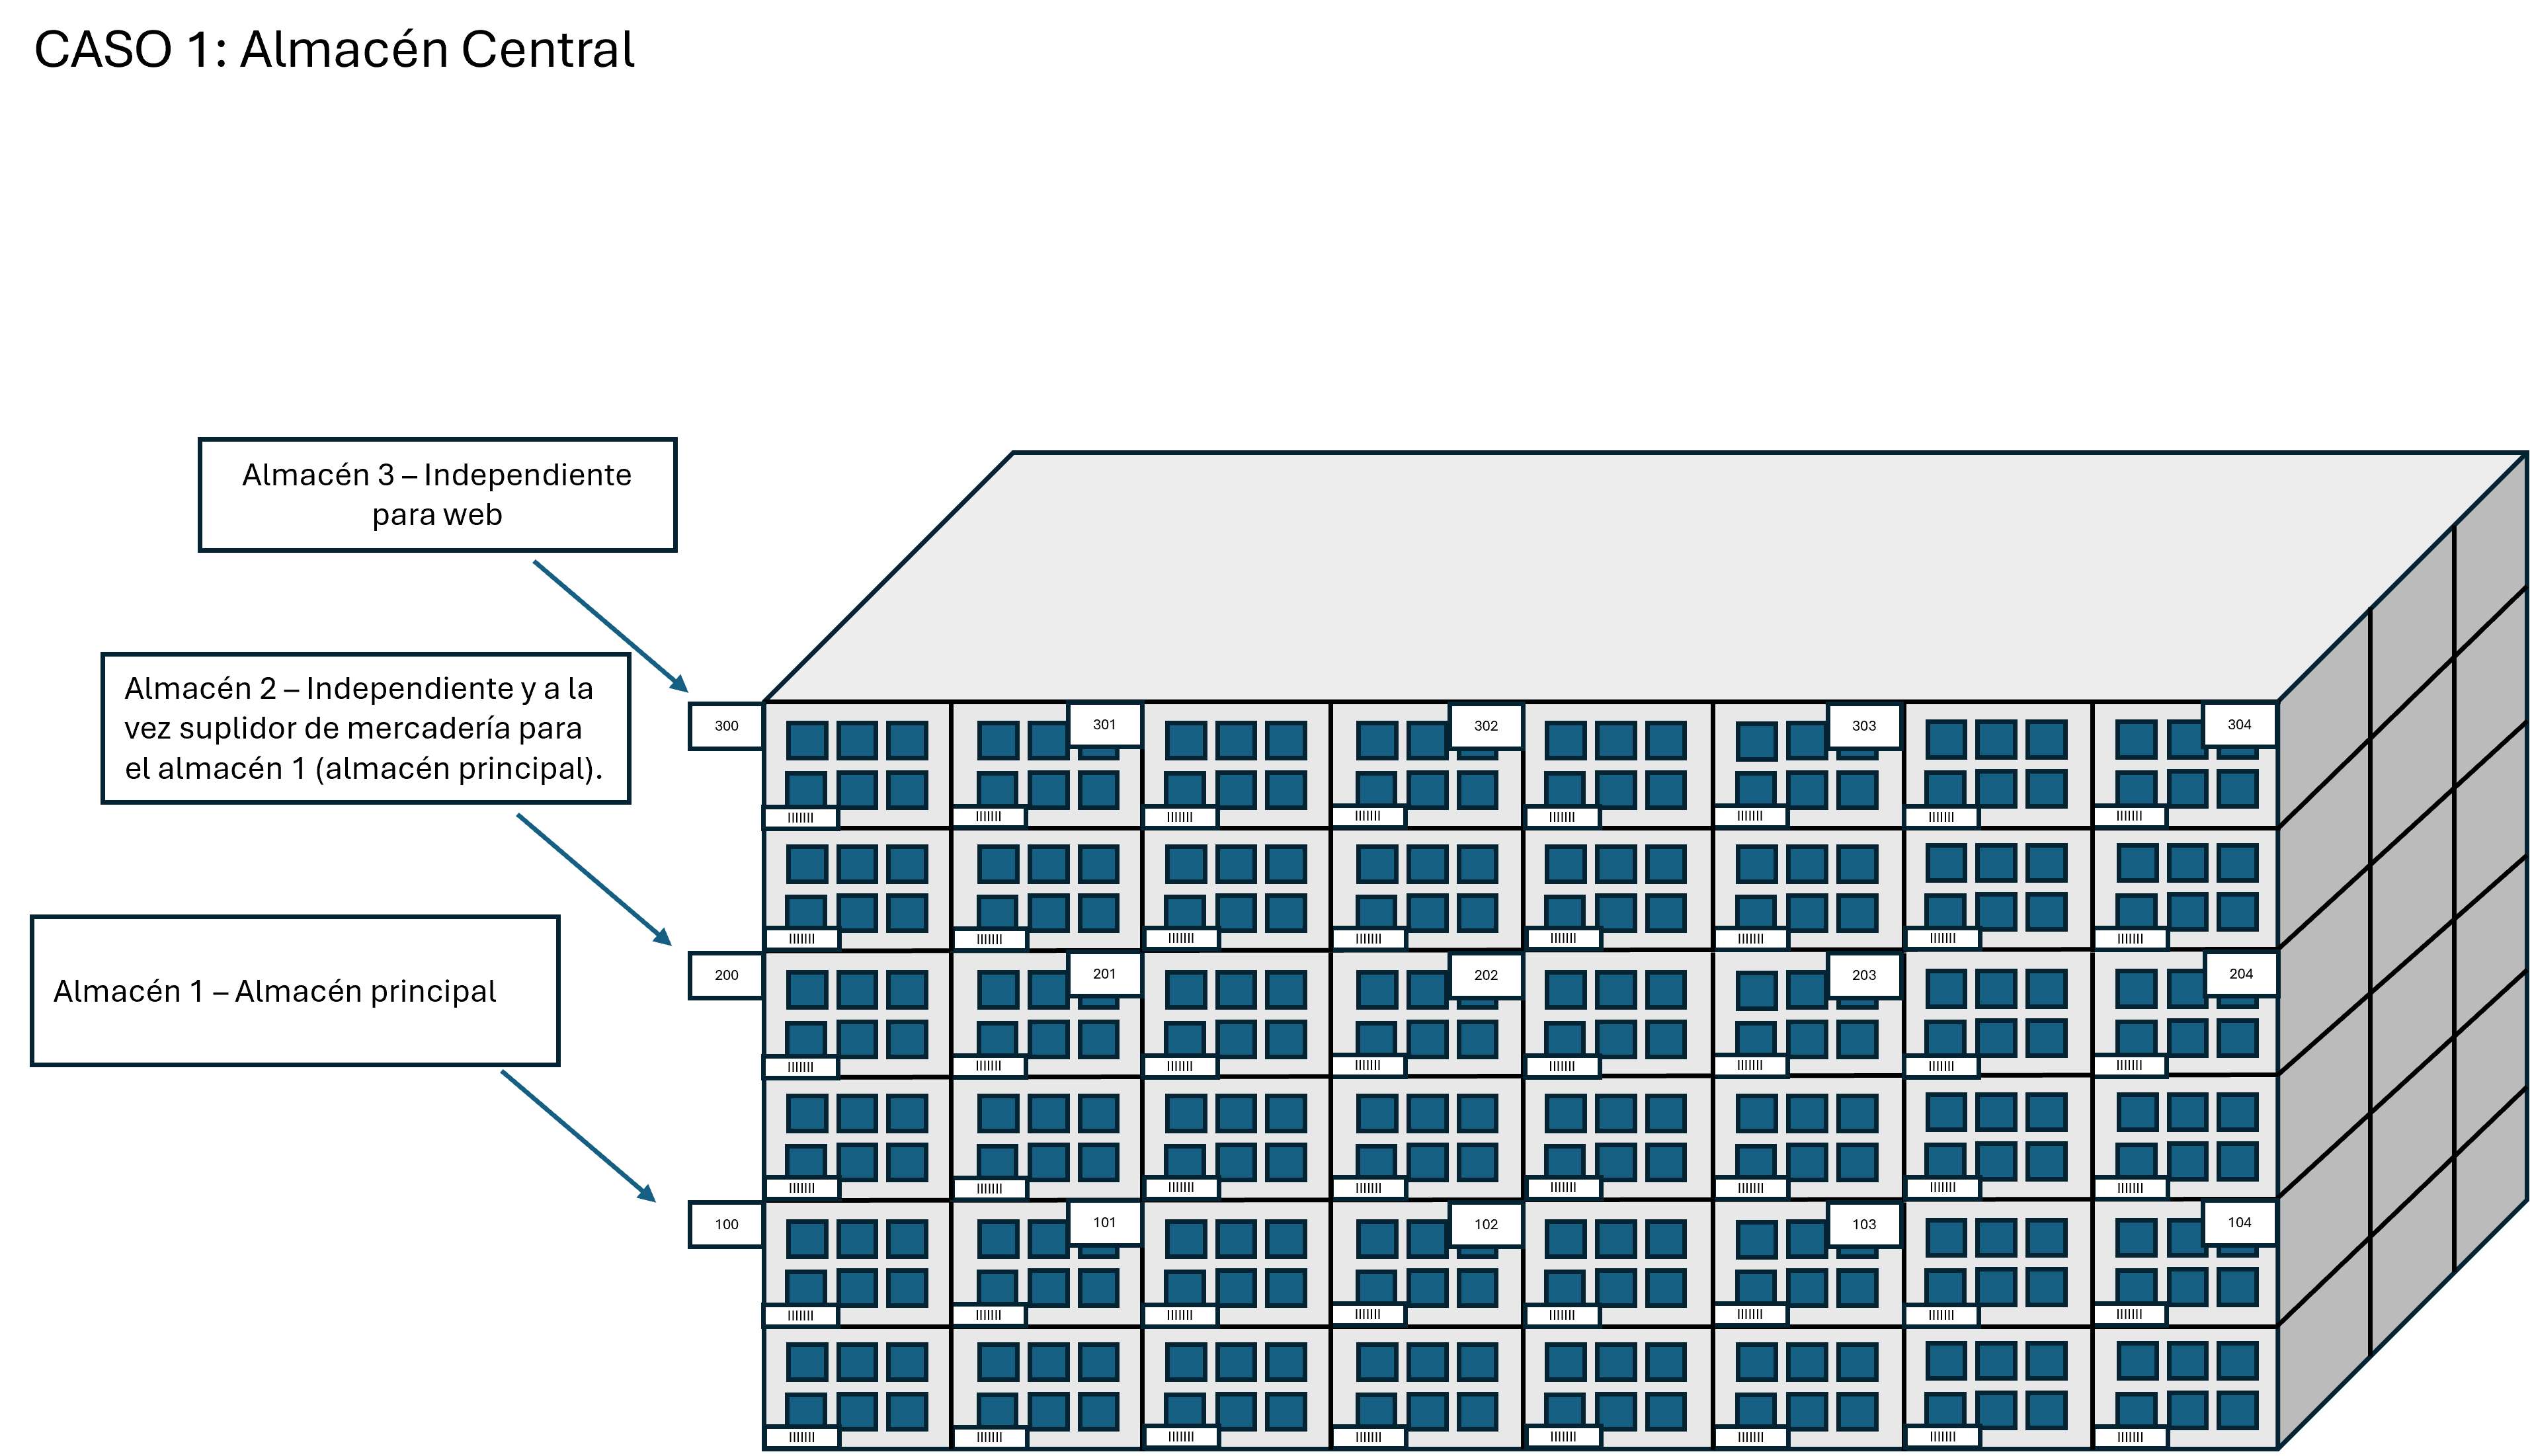 CASO 1: Almacén Central
Almacén 3 – Independiente
para web
Almacén 2 – Independiente y a la
vez suplidor de mercadería para
el almacén 1 (almacén principal).
Almacén 1 – Almacén principal
300
301
302
303
304
200
201
202
203
204
100
101
102
103
104